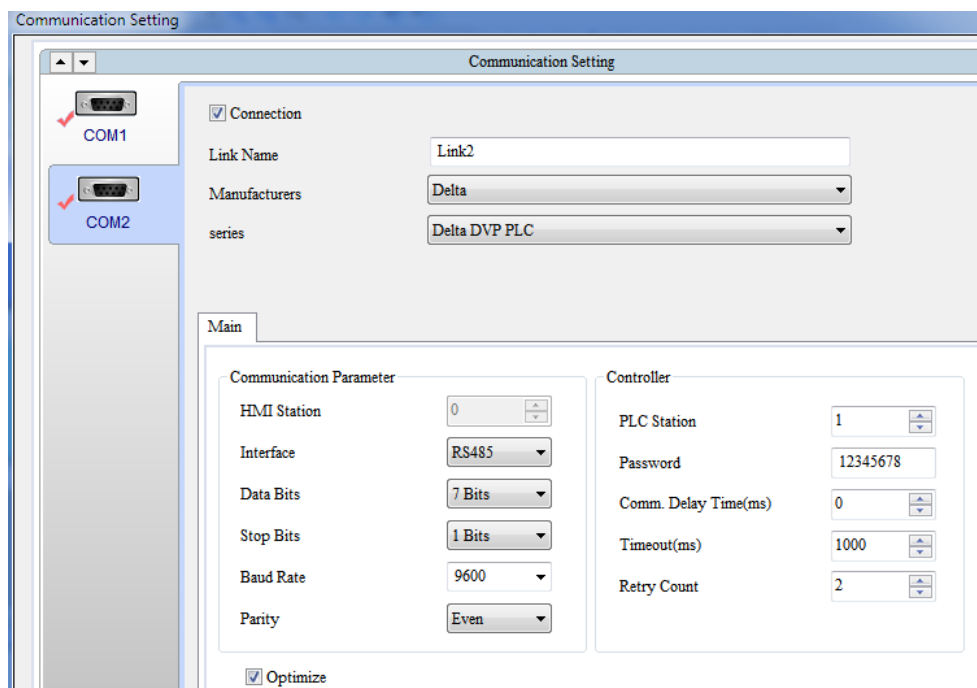 Communication Setting
Communication Setting
COM1
COM2
Connection
Link Name
Link2
Manufacturers
Delta
series
Delta DVP PLC
Main
Communication Parameter
HMI Station
0
Interface
RS485
Data Bits
7 Bits
Stop Bits
1 Bits
Baud Rate
9600
Parity
Even
Optimize
Controller
PLC Station
1
Password
12345678
Comm. Delay Time(ms)
0
Timeout(ms)
1000
Retry Count
2